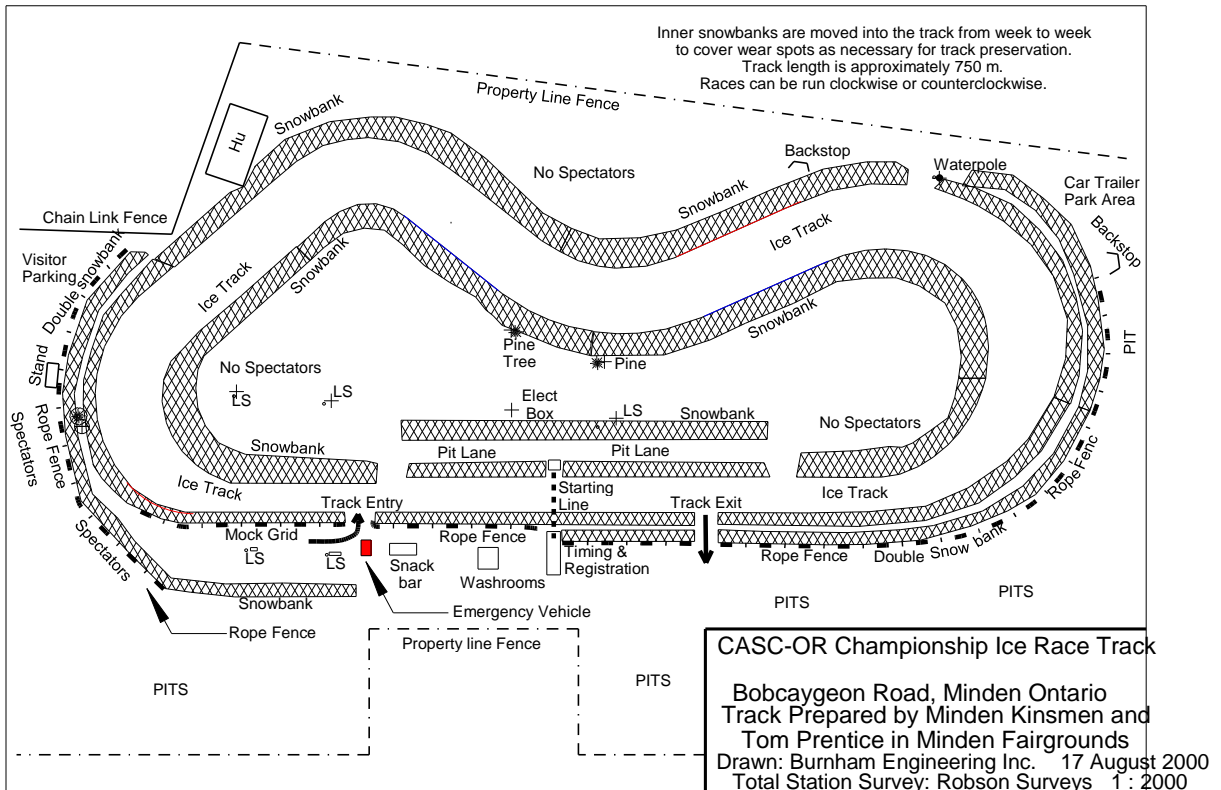 Inner snowbanks are moved into the track from week to week
to cover wear spots as necessary for track preservation.
Track length is approximately 750 m.
Races can be run clockwise or counterclockwise.
Property Line Fence
Snowbank
Hu
Backstop
Waterpole
No Spectators
Snowbank
Car Trailer
Park Area
Chain Link Fence
Ice Track
Backstop
Visitor
Parking
Double snowbank
Ice Track
Snowbank
Snowbank
PIT
Pine
Tree
Pine
Stand
No Spectators
LS
LS
Elect
Box
LS
Snowbank
No Spectators
Rope Fence
Spectators
Snowbank
Pit Lane
Pit Lane
Rope Fenc
Ice Track
Track Entry
Starting
Line
Track Exit
Ice Track
Mock Grid
Rope Fence
Rope Fence
Double
Snow bank
Spectators
LS
LS
Snack
bar
Washrooms
Timing &
Registration
Snowbank
Emergency Vehicle
PITS
PITS
Rope Fence
Property line Fence
PITS
PITS
CASC-OR Championship Ice Race Track
Bobcaygeon Road, Minden Ontario
Track Prepared by Minden Kinsmen and
Tom Prentice in Minden Fairgrounds
Drawn: Burnham Engineering Inc. 17 August 2000
Total Station Survey: Robson Surveys 1 : 2000